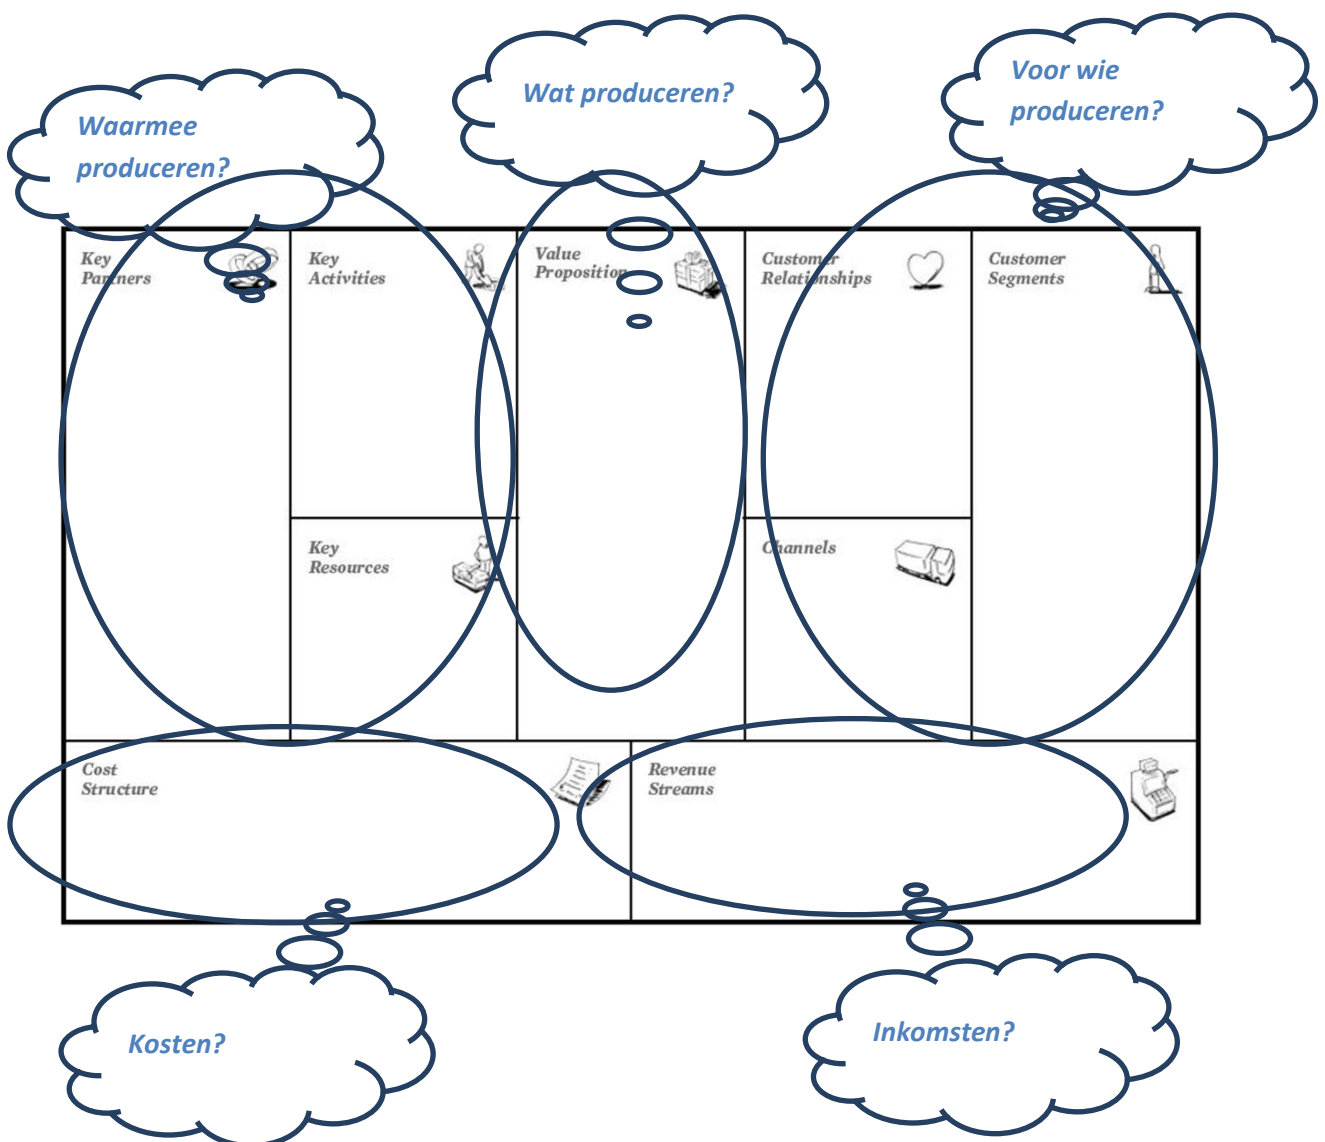 Waarmee
produceren?
Wat produceren?
Voor wie
produceren?
Key
Partners
Key
Activities
Value
Proposition
Customer
Relationships
Customer
Segments
Key
Resources
Channels
Cost
Structure
Revenue
Streams
Kosten?
Inkomsten?